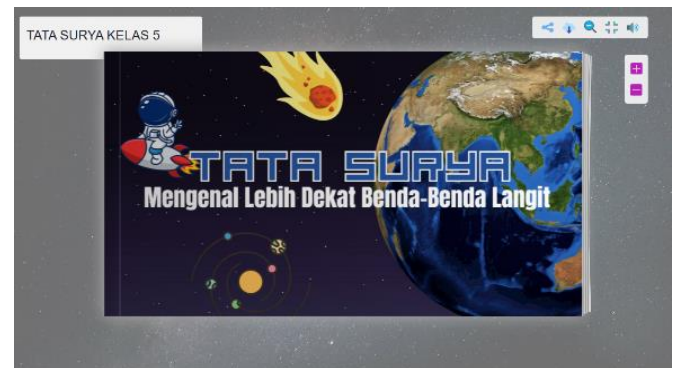 TATA SURYA KELAS 5
TATA SURYA
Mengenal Lebih Dekat Benda-Benda Langit